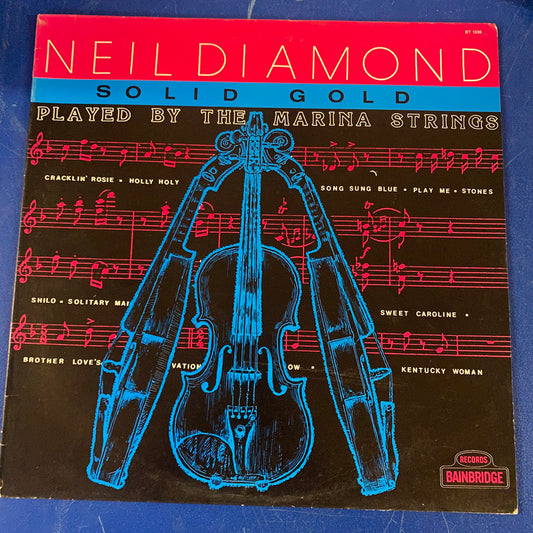 BT 1036
NEIL DIAMOND
SOLID GOLD
PLAYED BY THE MARINA STRINGS
CRACKLIN' ROSIE • HOLLY HOLY
SONG SUNG BLUE • PLAY ME • STONES
SHILO • SOLITARY MA
SWEET CAROLINE •
BROTHER LOVE'S VATION OW •
KENTUCKY WOMAN
RECORDS
BAINBRIDGE